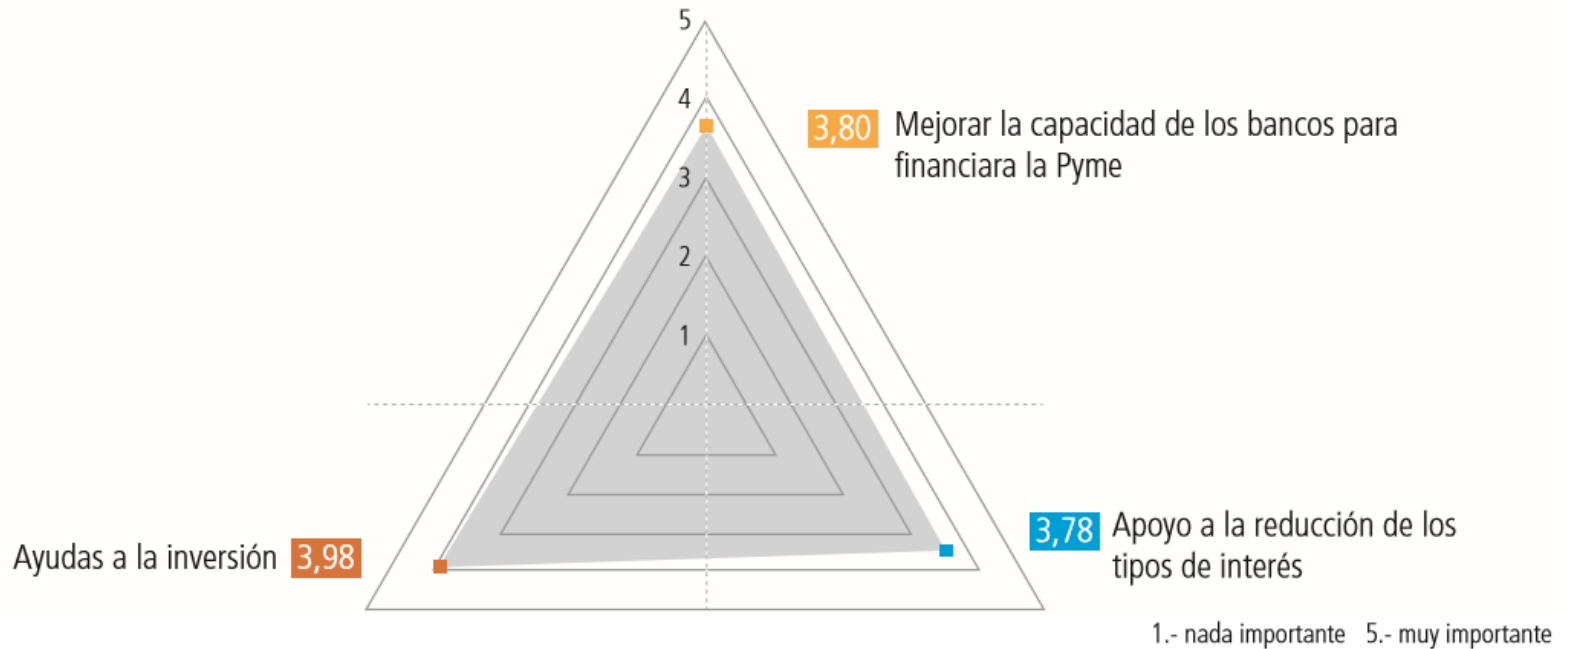 5
4
3
2
1
3,80 Mejorar la capacidad de los bancos para
financiara la Pyme
Ayudas a la inversión 3,98
3,78 Apoyo a la reducción de los
tipos de interés
1.- nada importante 5.- muy importante